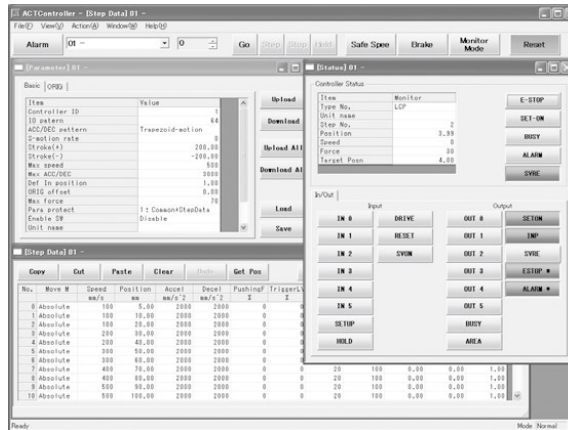 ACTController - [Step Data] 01 -
File(F) View(V) Action(A) Window(W) Help(H)
Alarm 01 - 0 Go Step Stop Hold Safe Spee Brake Monitor Mode Reset
[Parameter] 01 -
Basic ORIG
Item Value
Controller ID 1
IO patern 64
ACC/DEC pattern Trapezoid-motion
S-motion rate 0
Stroke(+) 200.00
Stroke(-) -200.00
Max speed 500
Max ACC/DEC 3000
Def In position 1.00
ORIG offset 0.00
Max force 70
Para protect 1: Common+StepData
Enable SW Disable
Unit name
Upload
Download
Upload All
Download Al
Load
Save
[Status] 01 -
Controller Status
Item Monitor
Type No. LCP
Unit name
Step No. 2
Position 3.99
Speed 0
Force
Target Posn 4.00
E-STOP
SET-ON
BUSY
ALARM
SVRE
In/Out
Input Output
IN 0 DRIVE OUT 0 SETON
IN 1 RESET OUT 1 INP
IN 2 SVON OUT 2 SVRE
IN 3 OUT 3 ESTOP *
IN 4 OUT 4 ALARM *
IN 5 OUT 5
SETUP BUSY
HOLD AREA
[Step Data] 01 -
Copy Cut Paste Clear Undo Get Pos
No. Move M Speed Position Accel Decel PushingF TriggerLV
mm/s mm mm/s^2 mm/s^2 % %
0 Absolute 100 5.00 2000 2000 0
1 Absolute 100 10.00 2000 2000 0
2 Absolute 100 20.00 2000 2000 0
3 Absolute 200 30.00 2000 2000 0
4 Absolute 200 40.00 2000 2000 0
5 Absolute 300 50.00 2000 2000 0
6 Absolute 300 60.00 2000 2000 0
7 Absolute 400 70.00 2000 2000 0 0 20 100 0.00 0.00 1.00
8 Absolute 400 80.00 2000 2000 0 0 20 100 0.00 0.00 1.00
9 Absolute 500 90.00 2000 2000 0 0 20 100 0.00 0.00 1.00
10 Absolute 500 100.00 2000 2000 0 0 20 100 0.00 0.00 1.00
Ready Mode Normal